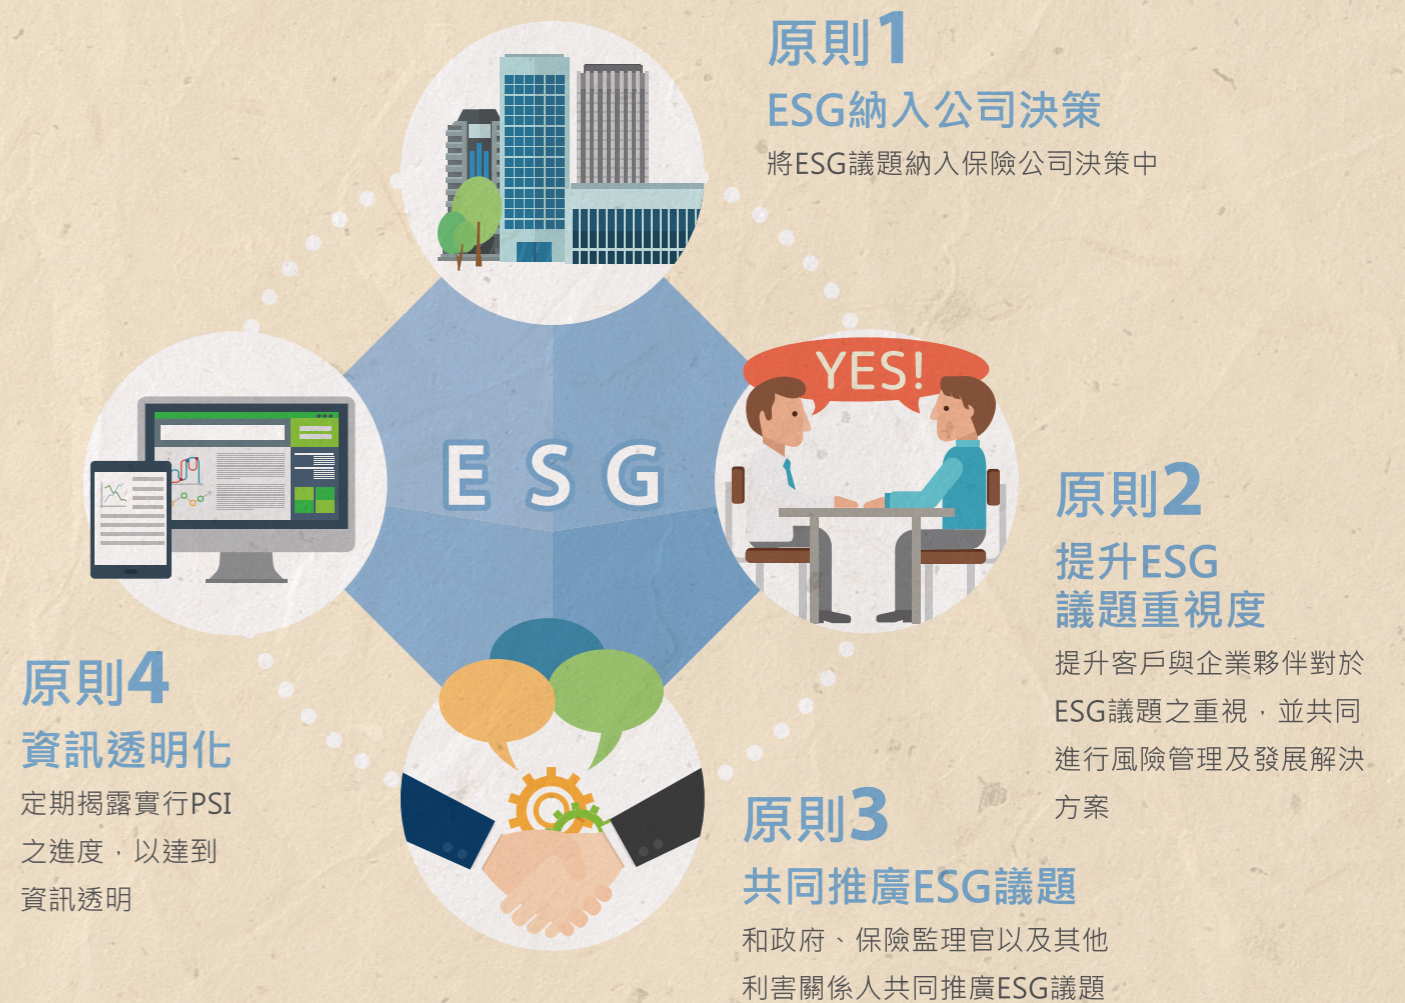 原則1
ESG納入公司決策
將ESG議題納入保險公司決策中
YES!
E S G
原則2
提升ESG
議題重視度
提升客戶與企業夥伴對於
ESG議題之重視，並共同
進行風險管理及發展解決
方案
原則3
共同推廣ESG議題
和政府、保險監理官以及其他
利害關係人共同推廣ESG議題
原則4
資訊透明化
定期揭露實行PSI
之進度，以達到
資訊透明